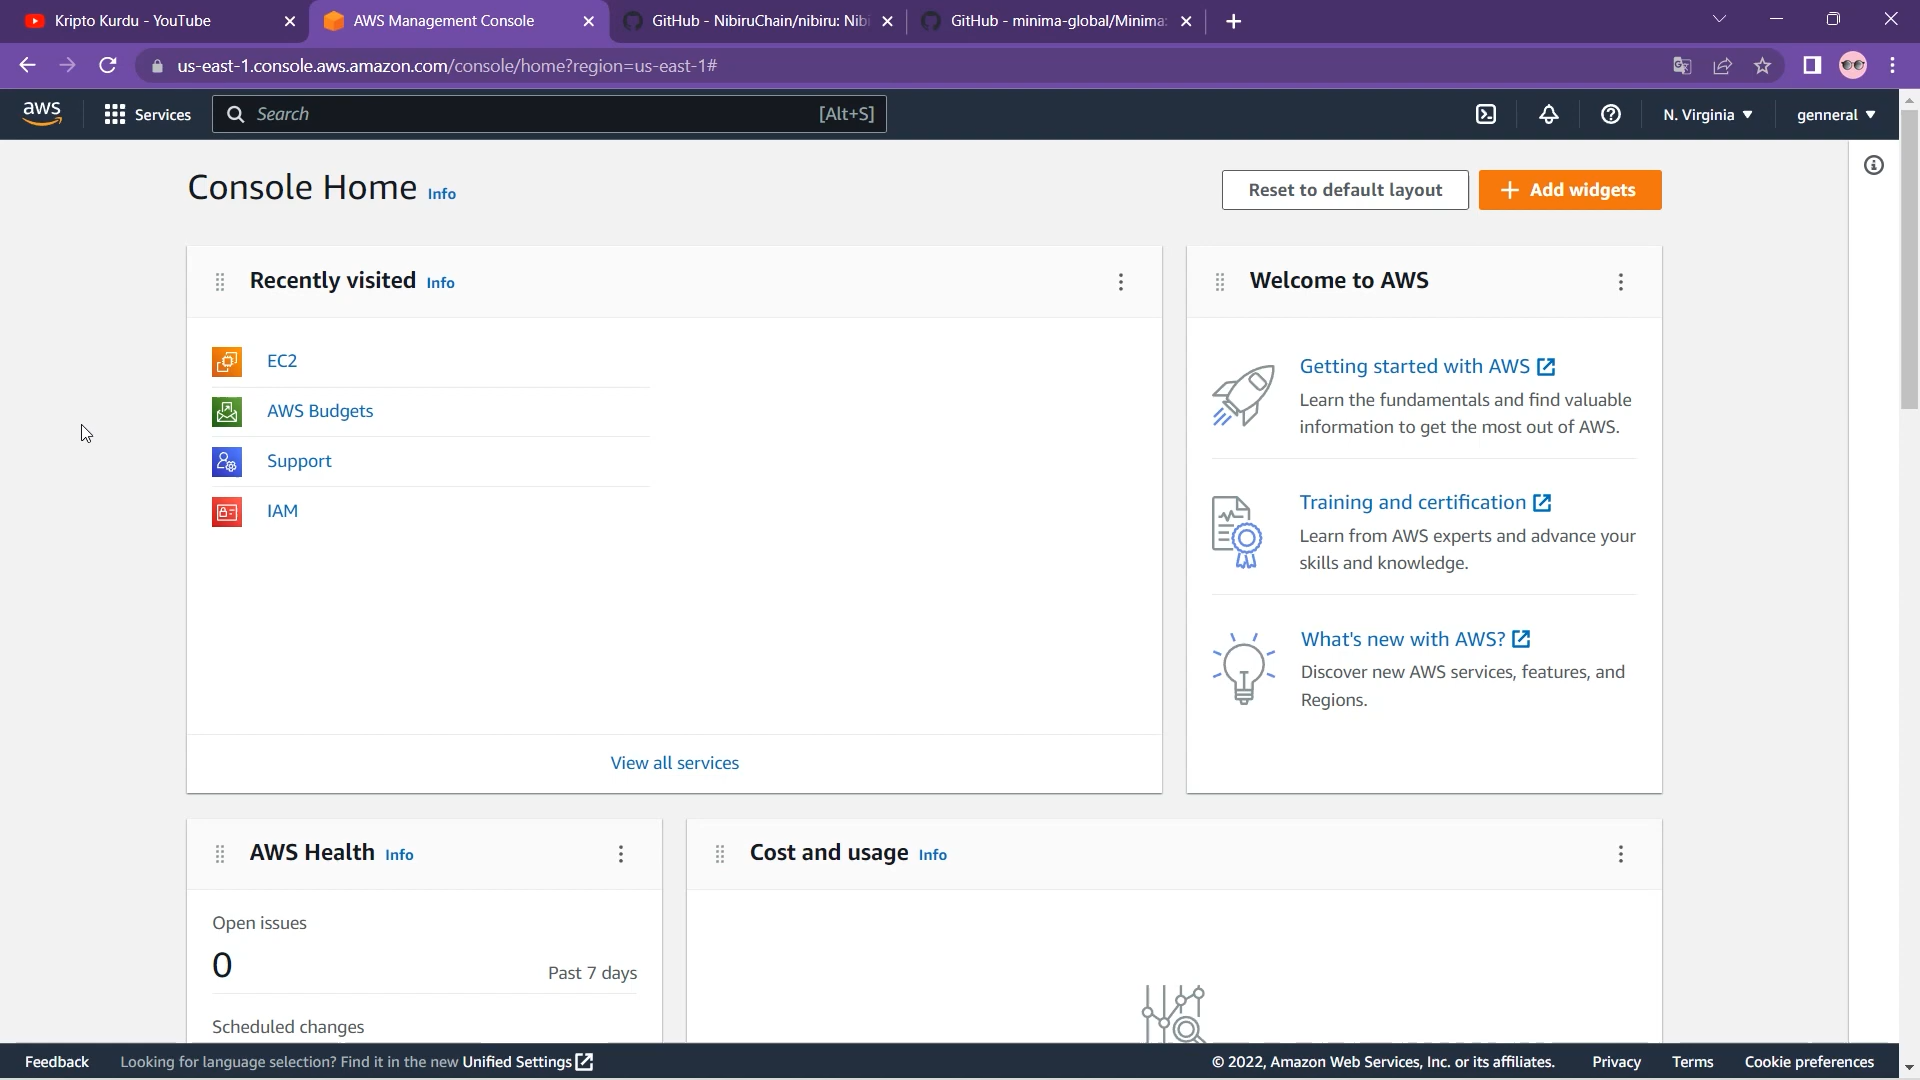 Kripto Kurdu - YouTube
AWS Management Console
GitHub - NibiruChain/nibiru: Nib
GitHub - minima-global/Minima:
us-east-1.console.aws.amazon.com/console/home?region=us-east-1#
aws
Services
Search
[Alt+S]
N. Virginia
genneral
Console Home Info
Reset to default layout
Add widgets
Recently visited Info
EC2
AWS Budgets
Support
IAM
View all services
Welcome to AWS
Getting started with AWS
Learn the fundamentals and find valuable
information to get the most out of AWS.
Training and certification
Learn from AWS experts and advance your
skills and knowledge.
What's new with AWS?
Discover new AWS services, features, and
Regions.
AWS Health Info
Open issues
0
Past 7 days
Scheduled changes
Cost and usage Info
Feedback
Looking for language selection? Find it in the new Unified Settings
© 2022, Amazon Web Services, Inc. or its affiliates.
Privacy
Terms
Cookie preferences